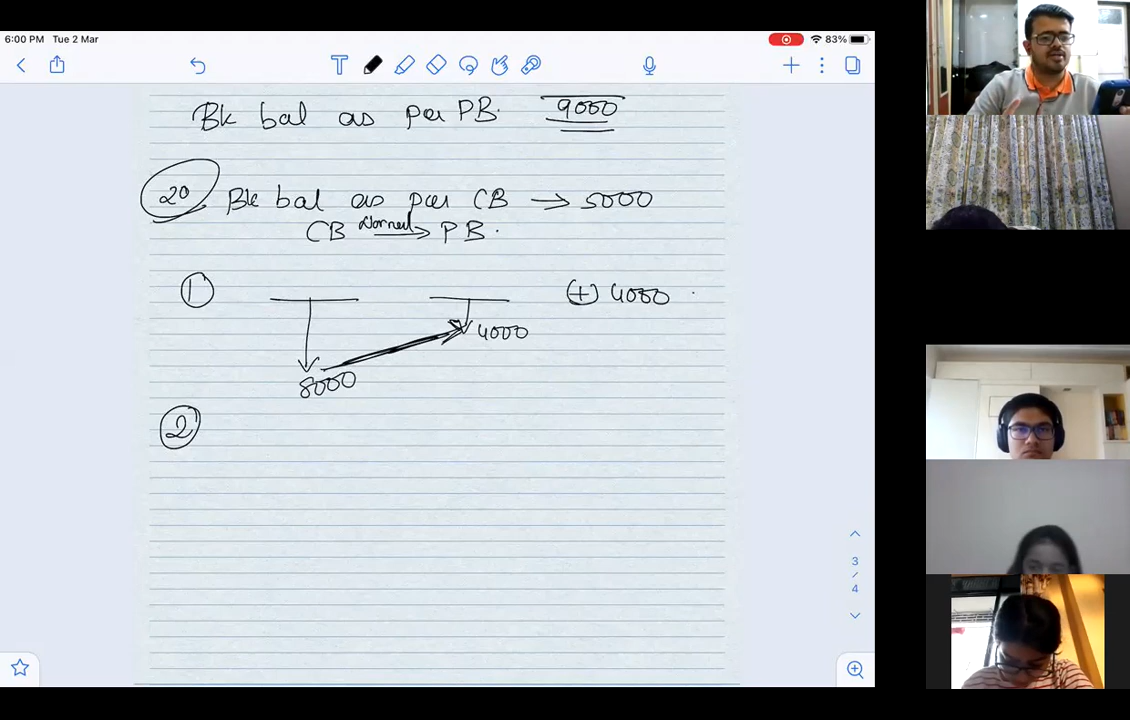 6:00 PM Tue 2 Mar
83%
Bk bal as per PB. 9000
20 Bk bal as per CB → 5000
CB Normal → PB.
1 (+) 4000
4000
8000
2
3
/
4